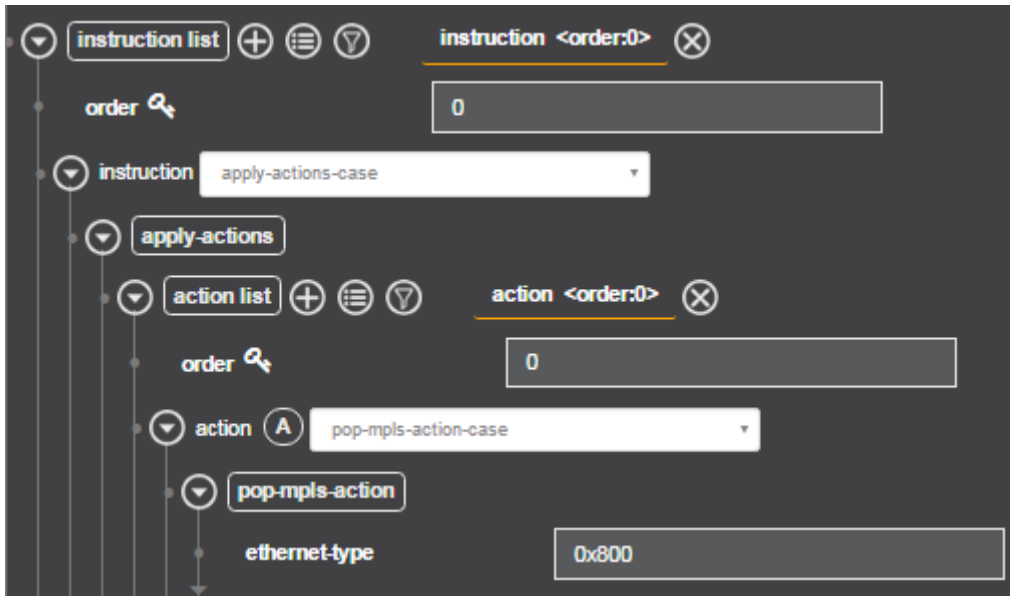 instruction list instruction <order:0>
order 0
instruction apply-actions-case
apply-actions
action list action <order:0>
order 0
action A pop-mpls-action-case
pop-mpls-action
ethernet-type 0x800